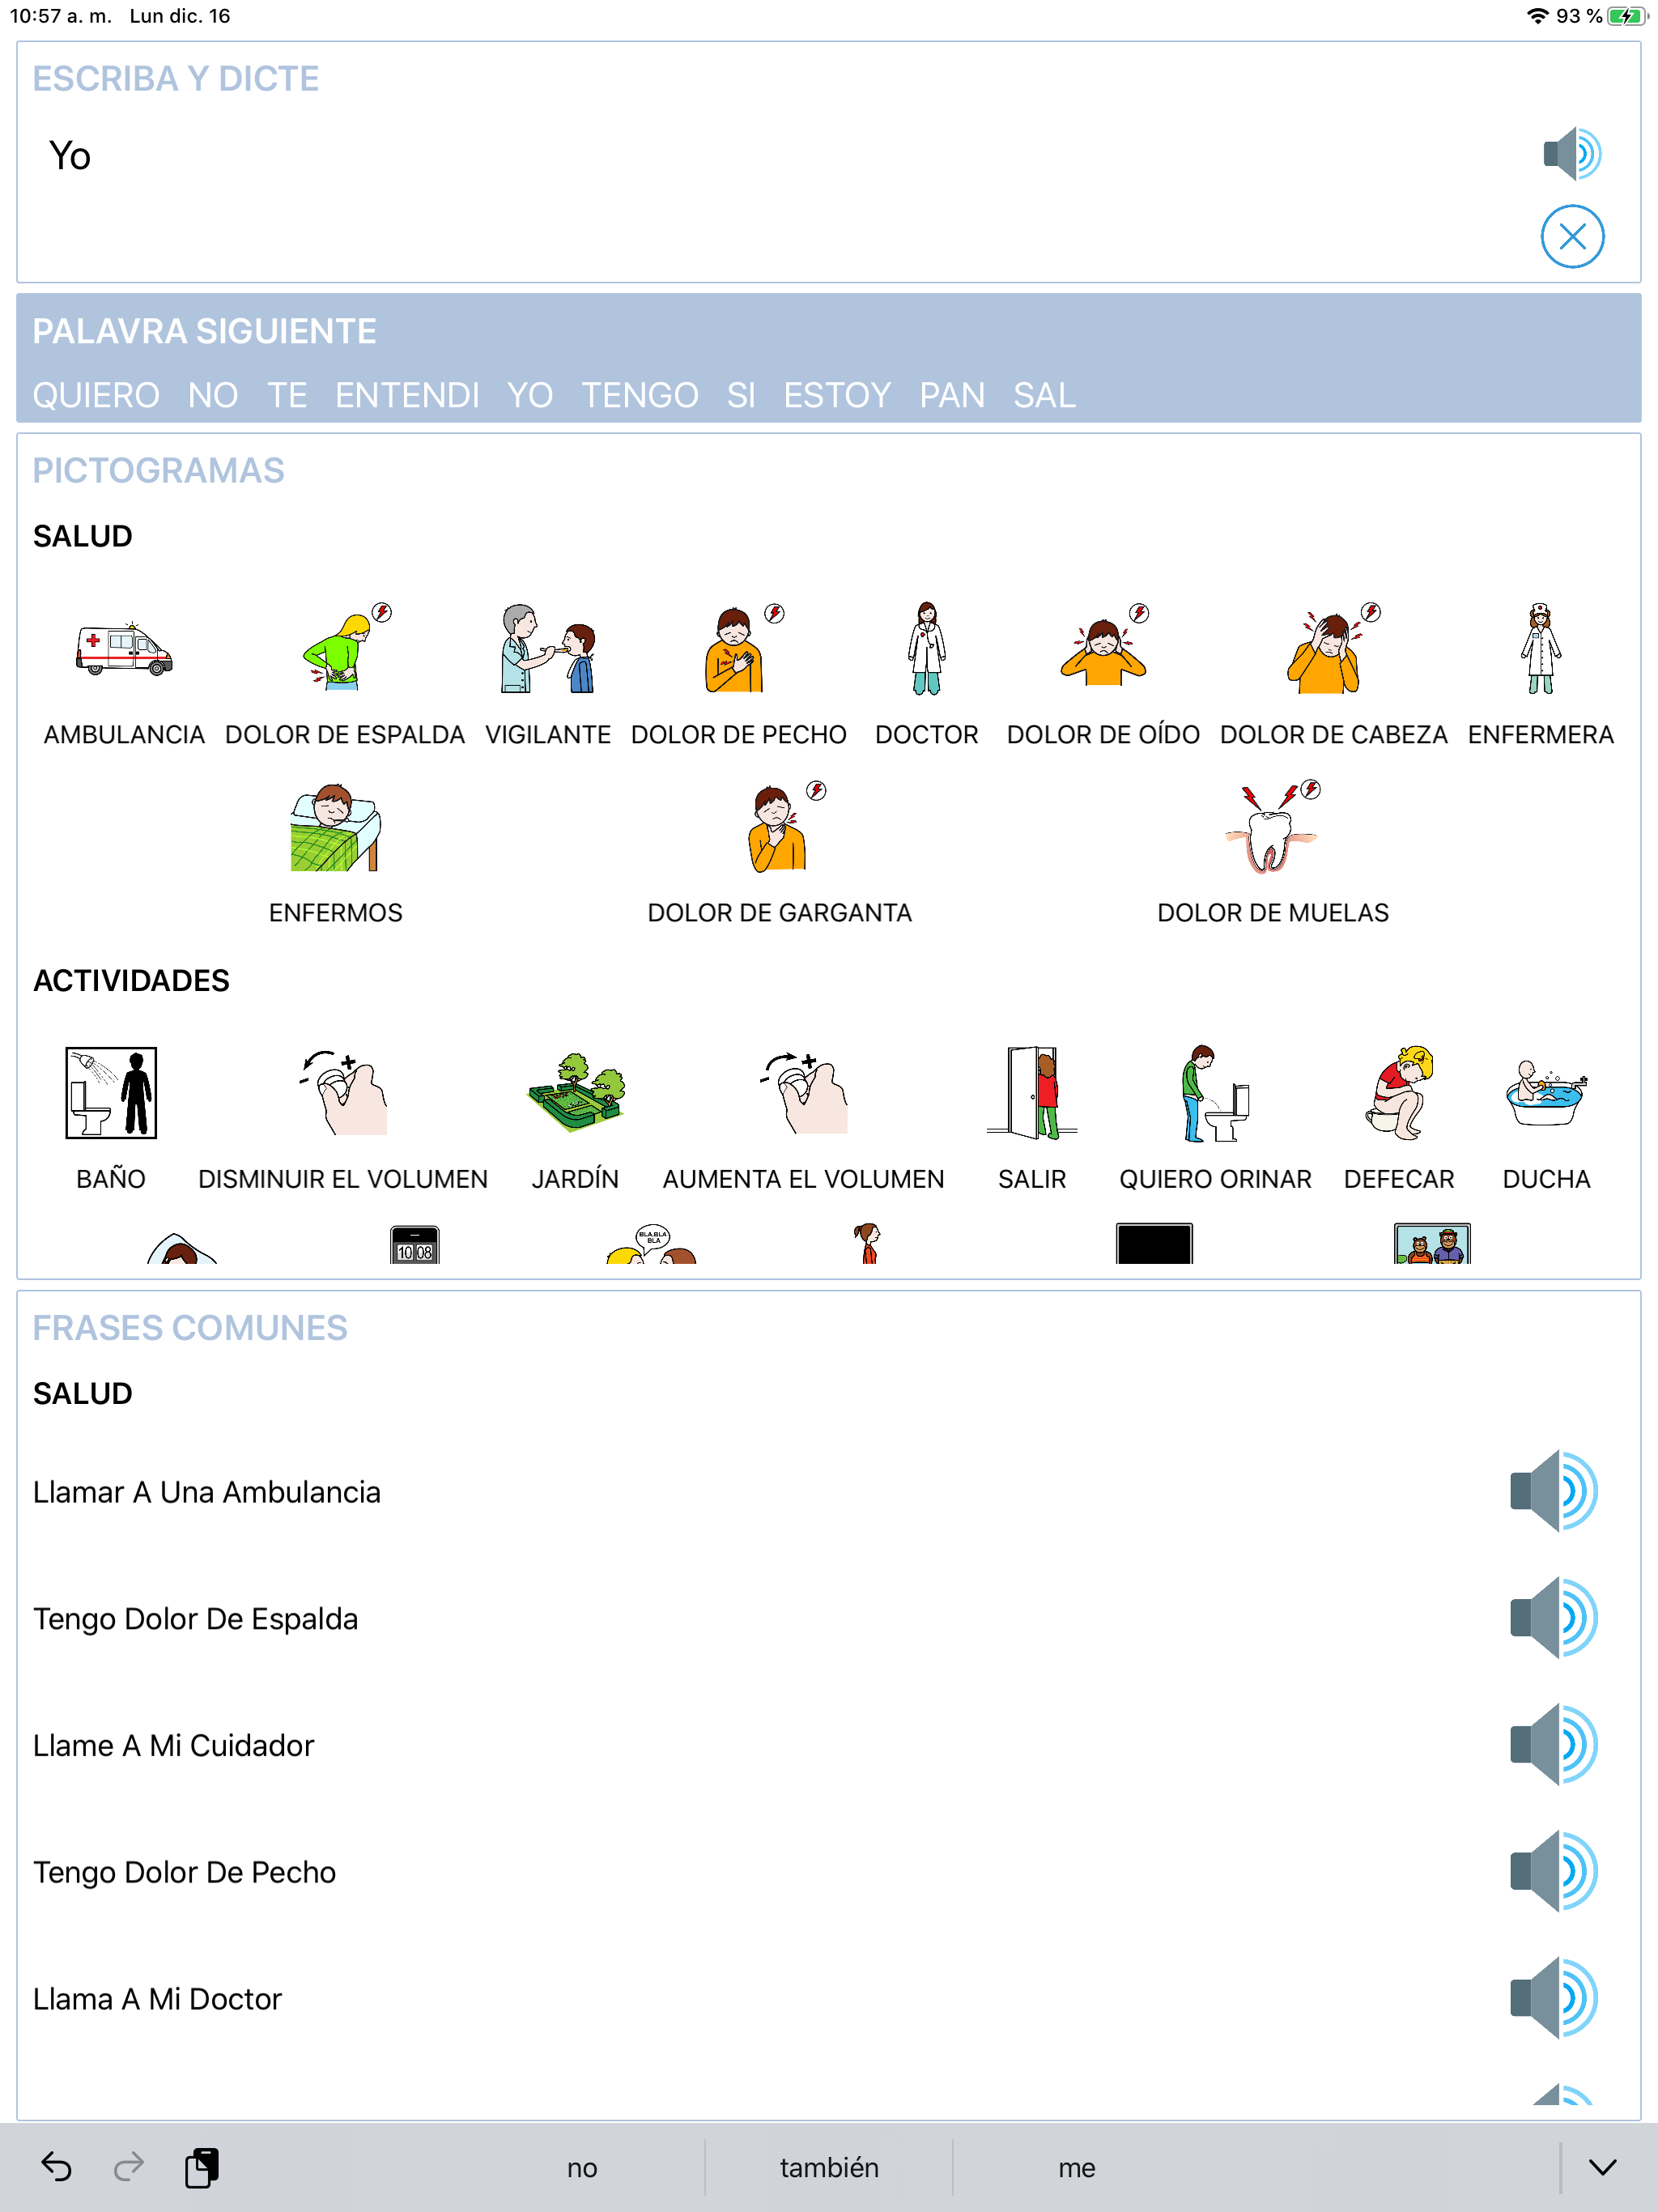 10:57 a. m. Lun dic. 16 93 %
ESCRIBA Y DICTE
Yo
PALAVRA SIGUIENTE
QUIERO NO TE ENTENDI YO TENGO SI ESTOY PAN SAL
PICTOGRAMAS
SALUD
AMBULANCIA DOLOR DE ESPALDA VIGILANTE DOLOR DE PECHO DOCTOR DOLOR DE OÍDO DOLOR DE CABEZA ENFERMERA
ENFERMOS DOLOR DE GARGANTA DOLOR DE MUELAS
ACTIVIDADES
BAÑO DISMINUIR EL VOLUMEN JARDÍN AUMENTA EL VOLUMEN SALIR QUIERO ORINAR DEFECAR DUCHA
BLA,BLA
BLA
10 08
FRASES COMUNES
SALUD
Llamar A Una Ambulancia
Tengo Dolor De Espalda
Llame A Mi Cuidador
Tengo Dolor De Pecho
Llama A Mi Doctor
no también me